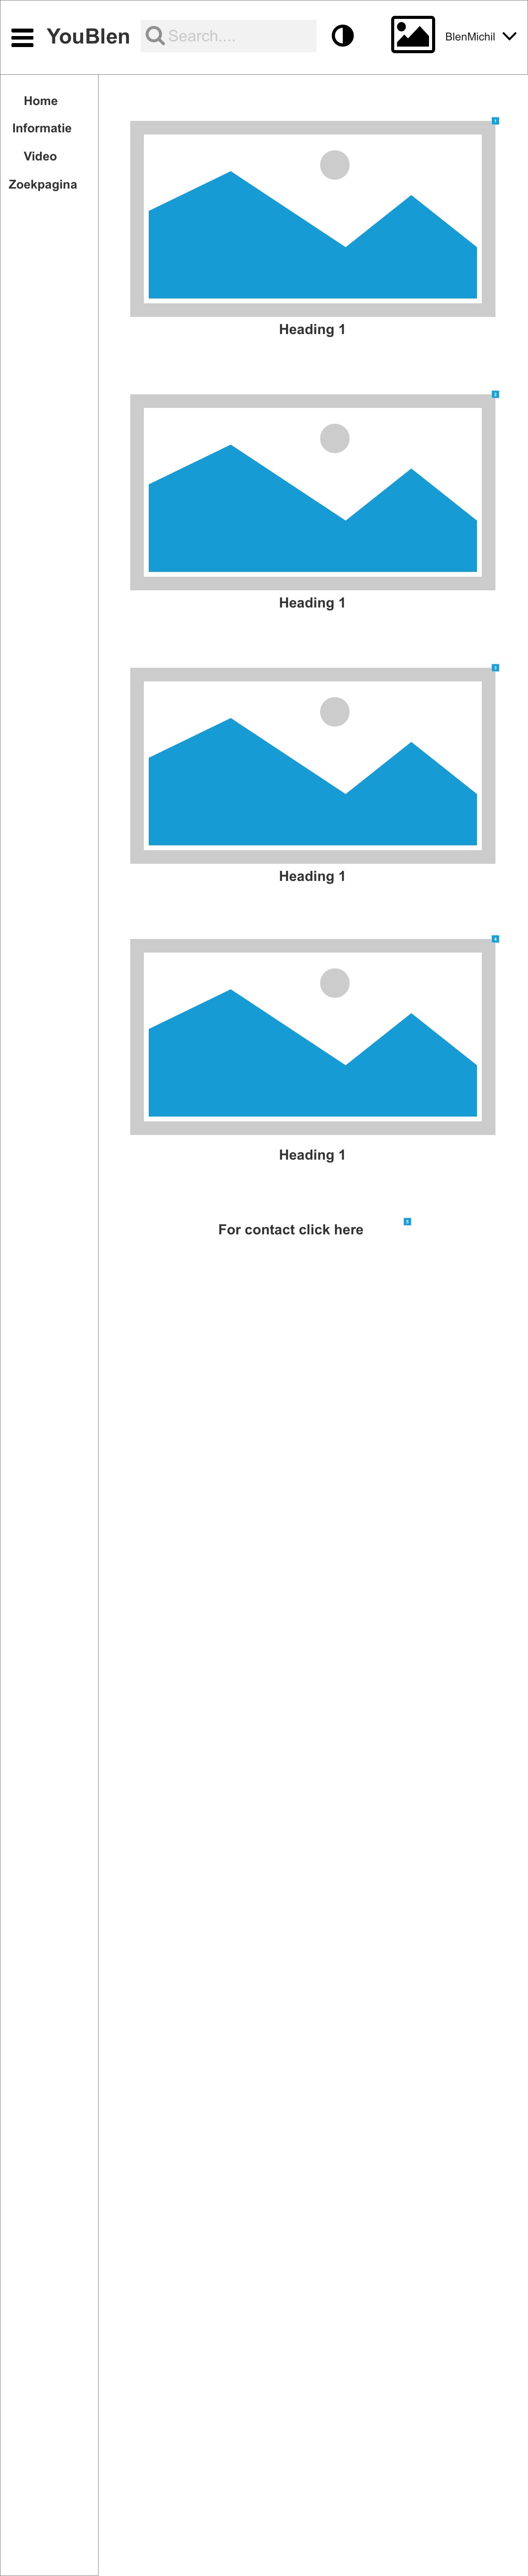 YouBlen
Search....
BlenMichil
Home
Informatie
Video
Zoekpagina
1
Heading 1
2
Heading 1
3
Heading 1
4
Heading 1
For contact click here
5